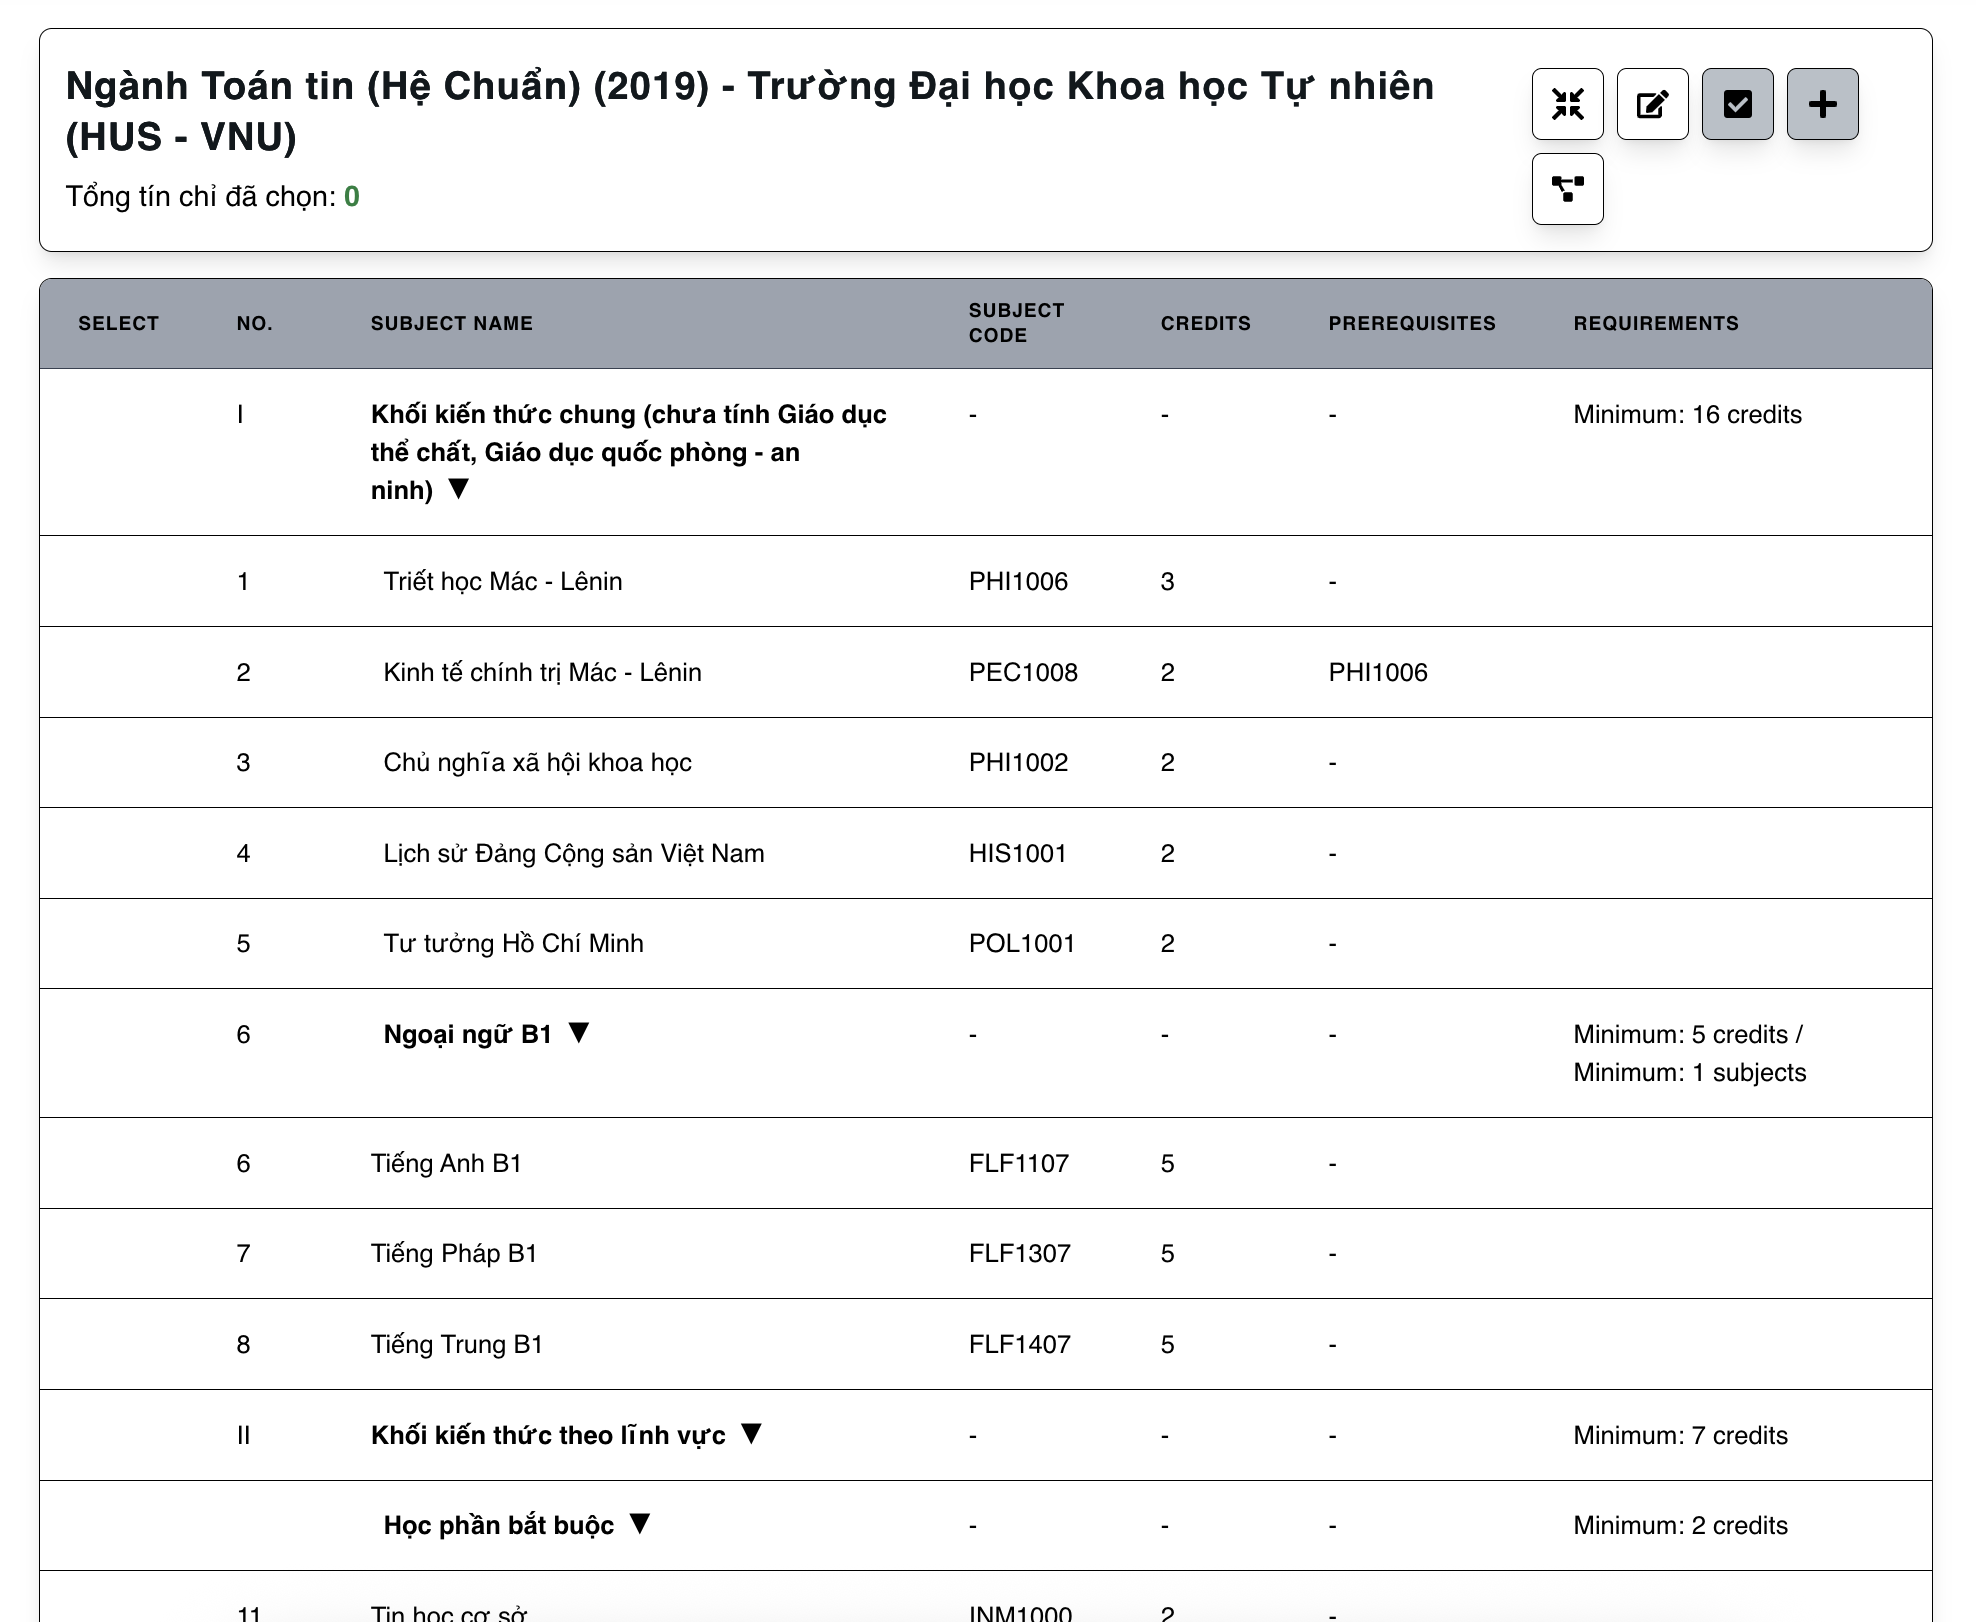 Ngành Toán tin (Hệ Chuẩn) (2019) - Trường Đại học Khoa học Tự nhiên
(HUS - VNU)
Tổng tín chỉ đã chọn: 0
SELECT NO. SUBJECT NAME SUBJECT CODE CREDITS PREREQUISITES REQUIREMENTS
I Khối kiến thức chung (chưa tính Giáo dục - - - Minimum: 16 credits
thể chất, Giáo dục quốc phòng - an
ninh) ▼
1 Triết học Mác - Lênin PHI1006 3 -
2 Kinh tế chính trị Mác - Lênin PEC1008 2 PHI1006
3 Chủ nghĩa xã hội khoa học PHI1002 2 -
4 Lịch sử Đảng Cộng sản Việt Nam HIS1001 2 -
5 Tư tưởng Hồ Chí Minh POL1001 2 -
6 Ngoại ngữ B1 ▼ - - - Minimum: 5 credits /
Minimum: 1 subjects
6 Tiếng Anh B1 FLF1107 5 -
7 Tiếng Pháp B1 FLF1307 5 -
8 Tiếng Trung B1 FLF1407 5 -
II Khối kiến thức theo lĩnh vực ▼ - - - Minimum: 7 credits
Học phần bắt buộc ▼ - - - Minimum: 2 credits
11 Tin học cơ sở INM1000 2 -